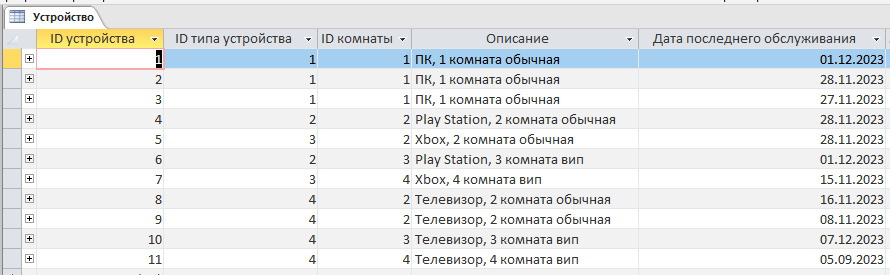 Устройство
ID устройства ID типа устройства ID комнаты Описание Дата последнего обслуживания
1 1 1 ПК, 1 комната обычная 01.12.2023
2 1 1 ПК, 1 комната обычная 28.11.2023
3 1 1 ПК, 1 комната обычная 27.11.2023
4 2 2 Play Station, 2 комната обычная 28.11.2023
5 3 2 Xbox, 2 комната обычная 28.11.2023
6 2 3 Play Station, 3 комната вип 01.12.2023
7 3 4 Xbox, 4 комната вип 15.11.2023
8 4 2 Телевизор, 2 комната обычная 16.11.2023
9 4 2 Телевизор, 2 комната обычная 08.11.2023
10 4 3 Телевизор, 3 комната вип 07.12.2023
11 4 4 Телевизор, 4 комната вип 05.09.2023